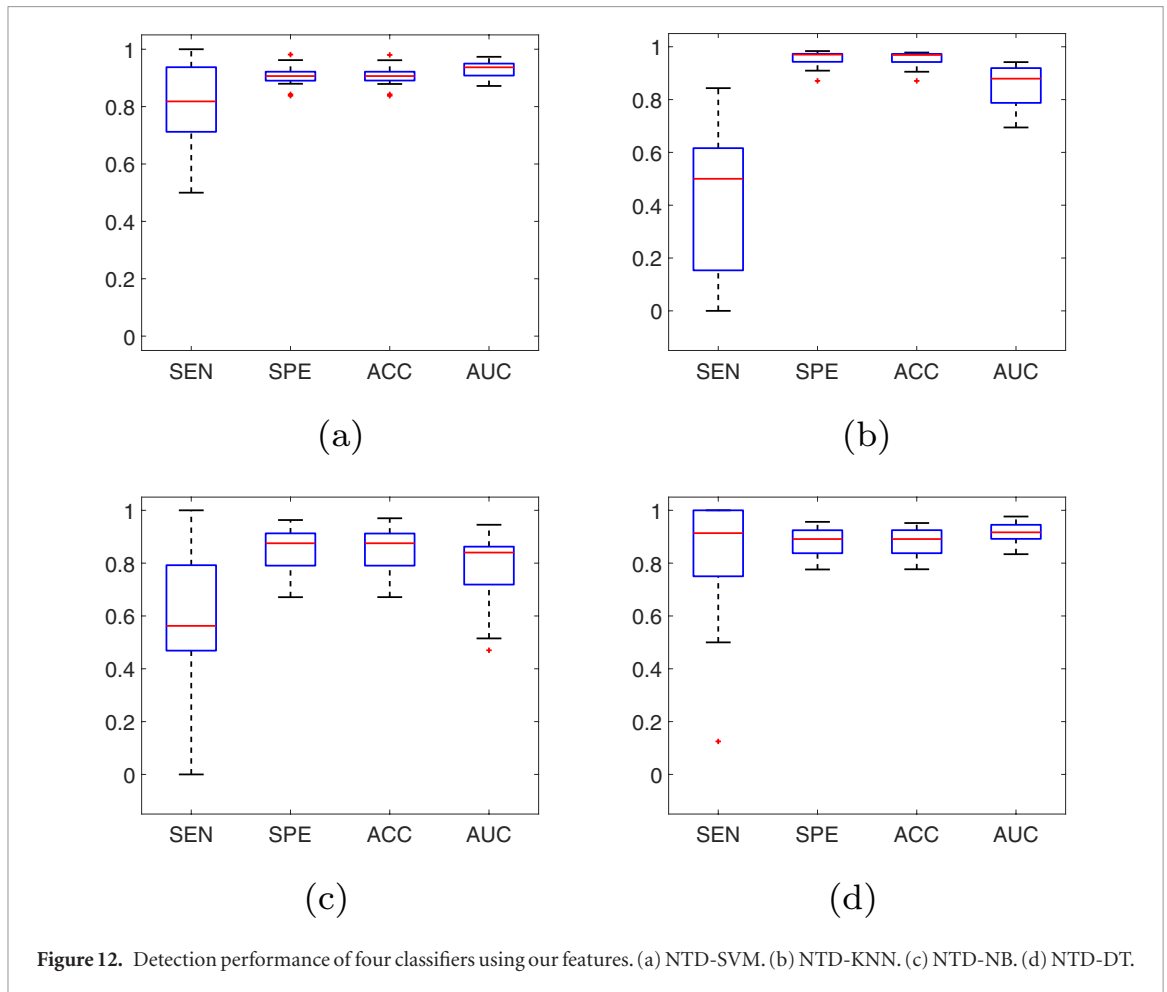 1
0.8
0.6
0.4
0.2
0
SEN SPE ACC AUC
(a)
1
0.8
0.6
0.4
0.2
0
SEN SPE ACC AUC
(b)
1
0.8
0.6
0.4
0.2
0
SEN SPE ACC AUC
(c)
1
0.8
0.6
0.4
0.2
0
SEN SPE ACC AUC
(d)
Figure 12. Detection performance of four classifiers using our features. (a) NTD-SVM. (b) NTD-KNN. (c) NTD-NB. (d) NTD-DT.